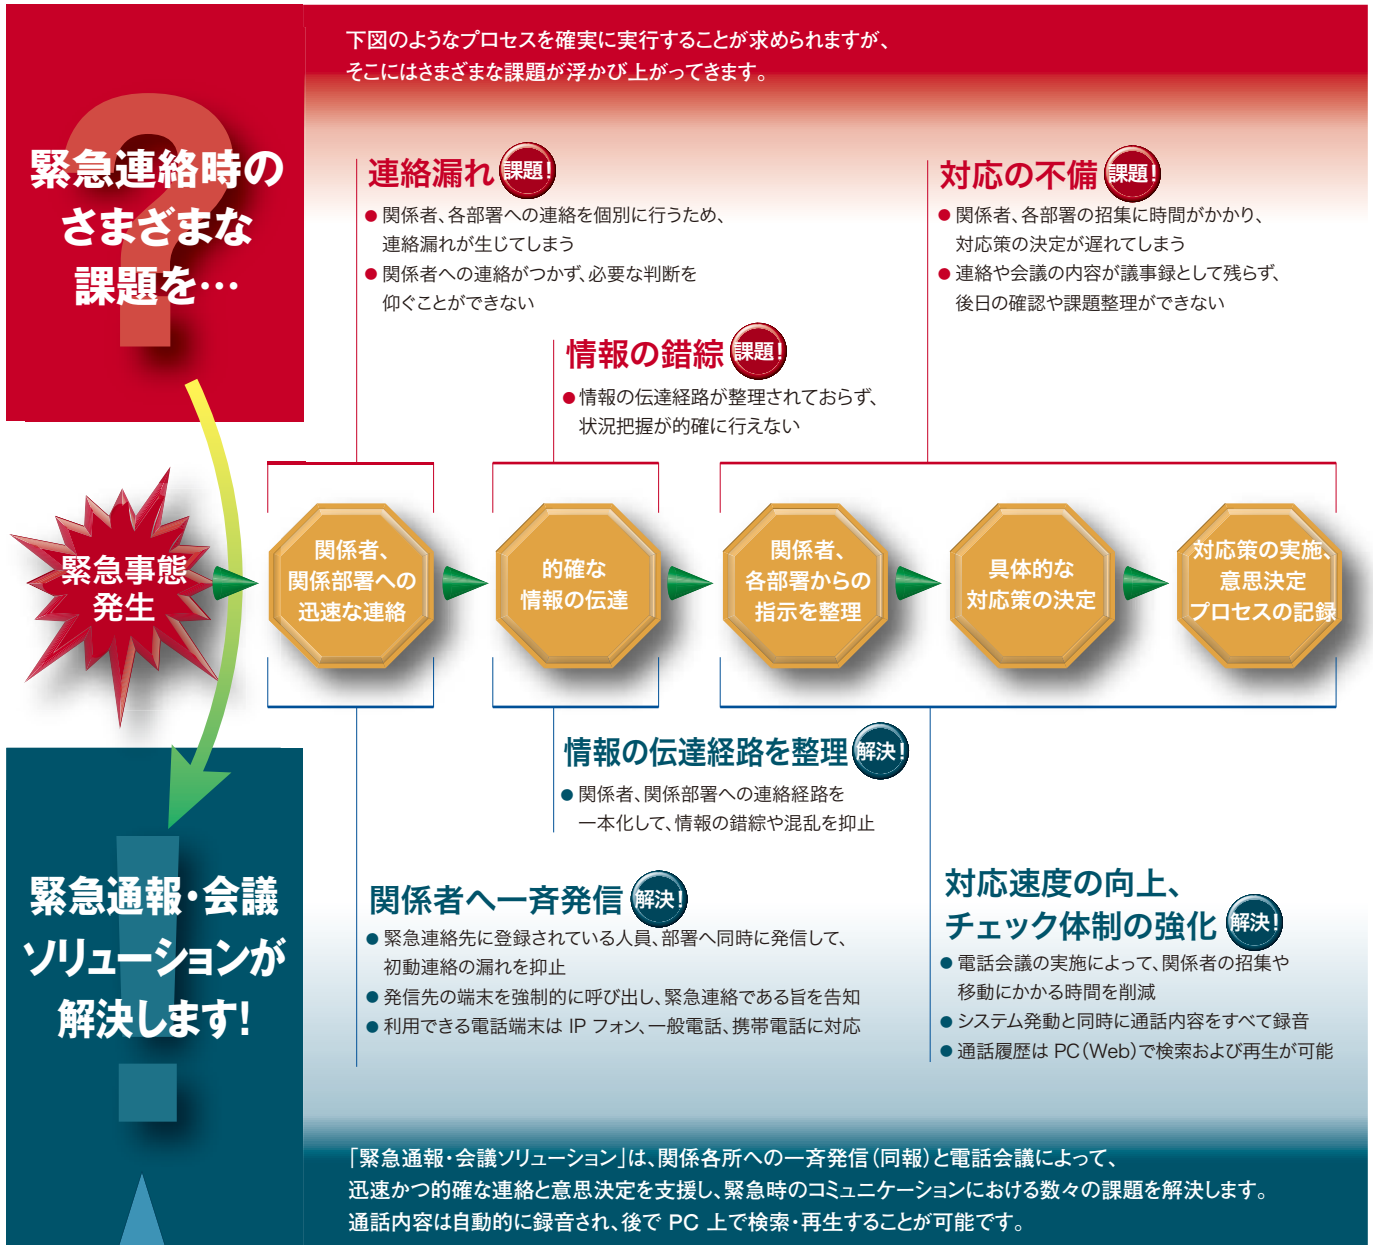 下図のようなプロセスを確実に実行することが求められますが、
そこにはさまざまな課題が浮かび上がってきます。
?
緊急連絡時の
さまざまな
課題を…
連絡漏れ 課題!
● 関係者、各部署への連絡を個別に行うため、
連絡漏れが生じてしまう
● 関係者への連絡がつかず、必要な判断を
仰ぐことができない
対応の不備 課題!
● 関係者、各部署の招集に時間がかかり、
対応策の決定が遅れてしまう
● 連絡や会議の内容が議事録として残らず、
後日の確認や課題整理ができない
情報の錯綜 課題!
● 情報の伝達経路が整理されておらず、
状況把握が的確に行えない
緊急事態
発生
関係者、
関係部署への
迅速な連絡
的確な
情報の伝達
関係者、
各部署からの
指示を整理
具体的な
対応策の決定
対応策の実施、
意思決定
プロセスの記録
情報の伝達経路を整理 解決!
● 関係者、関係部署への連絡経路を
一本化して、情報の錯綜や混乱を抑止
!
緊急通報・会議
ソリューションが
解決します!
関係者へ一斉発信 解決!
● 緊急連絡先に登録されている人員、部署へ同時に発信して、
初動連絡の漏れを抑止
● 発信先の端末を強制的に呼び出し、緊急連絡である旨を告知
● 利用できる電話端末は IP フォン、一般電話、携帯電話に対応
対応速度の向上、
チェック体制の強化 解決!
● 電話会議の実施によって、関係者の招集や
移動にかかる時間を削減
● システム発動と同時に通話内容をすべて録音
● 通話履歴は PC(Web)で検索および再生が可能
「緊急通報・会議ソリューション」は、関係各所への一斉発信(同報)と電話会議によって、
迅速かつ的確な連絡と意思決定を支援し、緊急時のコミュニケーションにおける数々の課題を解決します。
通話内容は自動的に録音され、後で PC 上で検索・再生することが可能です。